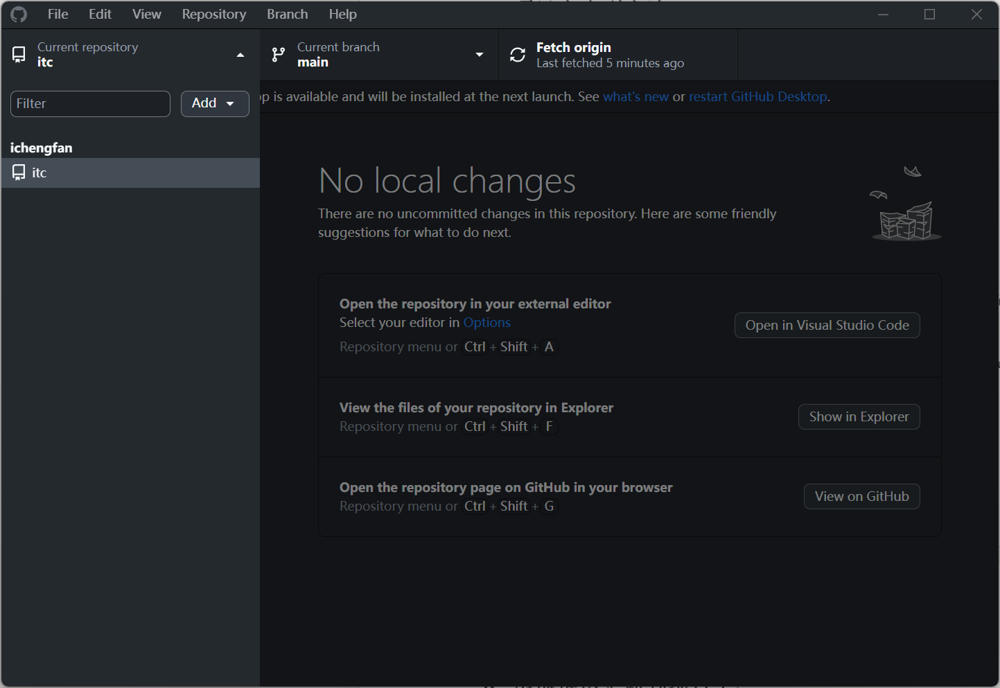 File Edit View Repository Branch Help
Current repository
itc
Current branch
main
Fetch origin
Last fetched 5 minutes ago
Filter
Add
is available and will be installed at the next launch. See what's new or restart GitHub Desktop.
ichengfan
itc
No local changes
There are no uncommitted changes in this repository. Here are some friendly
suggestions for what to do next.
Open the repository in your external editor
Select your editor in Options
Repository menu or Ctrl + Shift + A
Open in Visual Studio Code
View the files of your repository in Explorer
Repository menu or Ctrl + Shift + F
Show in Explorer
Open the repository page on GitHub in your browser
Repository menu or Ctrl + Shift + G
View on GitHub